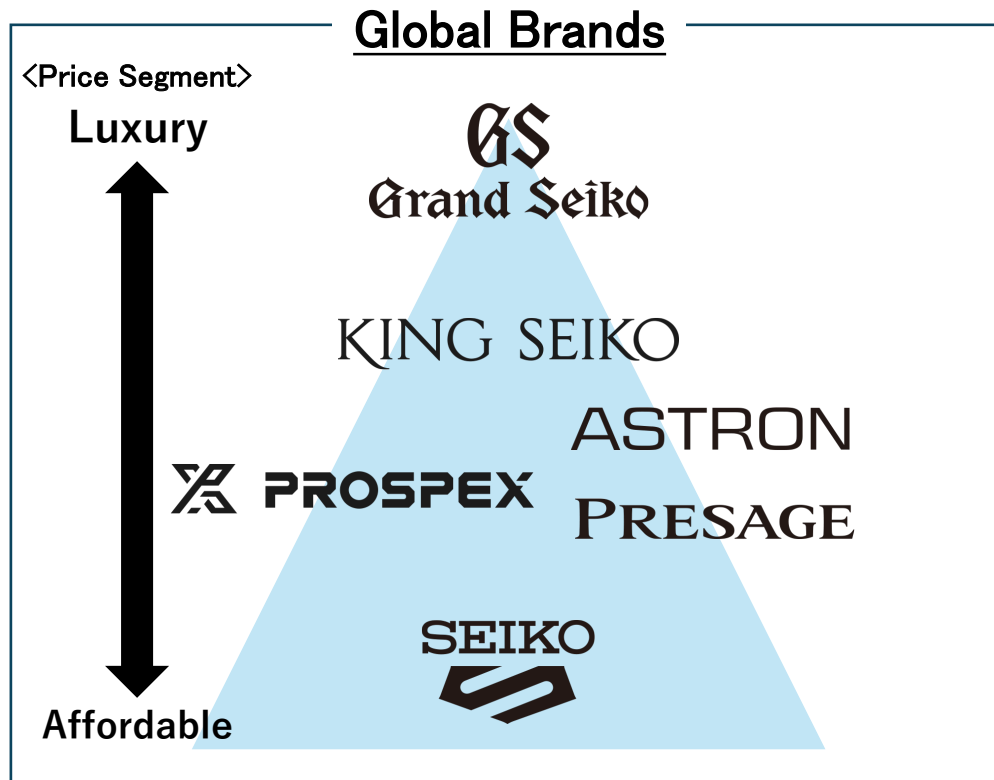 Global Brands
<Price Segment>
Luxury
GS
Grand Seiko
KING SEIKO
ASTRON
PROSPEX
PRESAGE
SEIKO
Affordable